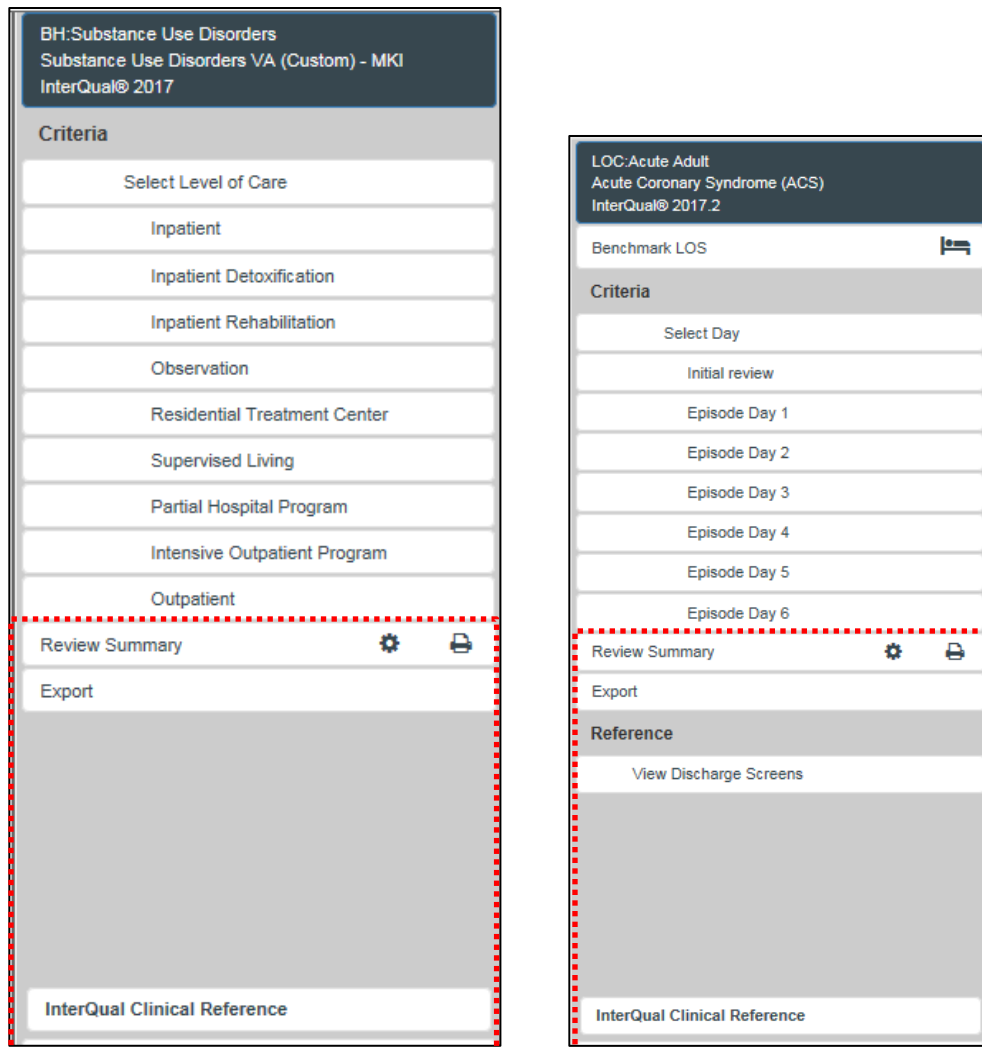 BH:Substance Use Disorders
Substance Use Disorders VA (Custom) - MKI
InterQual® 2017
Criteria
Select Level of Care
Inpatient
Inpatient Detoxification
Inpatient Rehabilitation
Observation
Residential Treatment Center
Supervised Living
Partial Hospital Program
Intensive Outpatient Program
Outpatient
Review Summary
Export
InterQual Clinical Reference
LOC:Acute Adult
Acute Coronary Syndrome (ACS)
InterQual® 2017.2
Benchmark LOS
Criteria
Select Day
Initial review
Episode Day 1
Episode Day 2
Episode Day 3
Episode Day 4
Episode Day 5
Episode Day 6
Review Summary
Export
Reference
View Discharge Screens
InterQual Clinical Reference